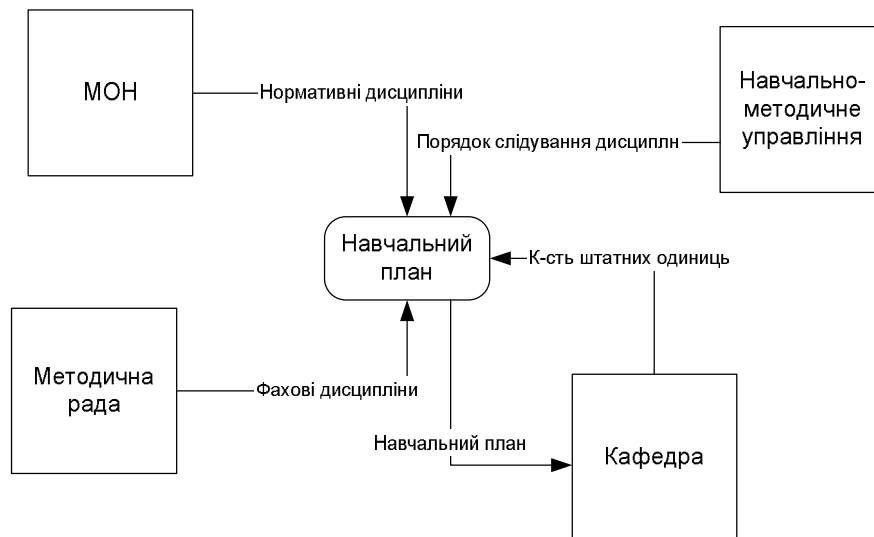 МОН
Нормативні дисципліни
Навчально-
методичне
управління
Порядок слідування дисциплн
Навчальний
план
К-сть штатних одиниць
Методична
рада
Фахові дисципліни
Навчальний план
Кафедра